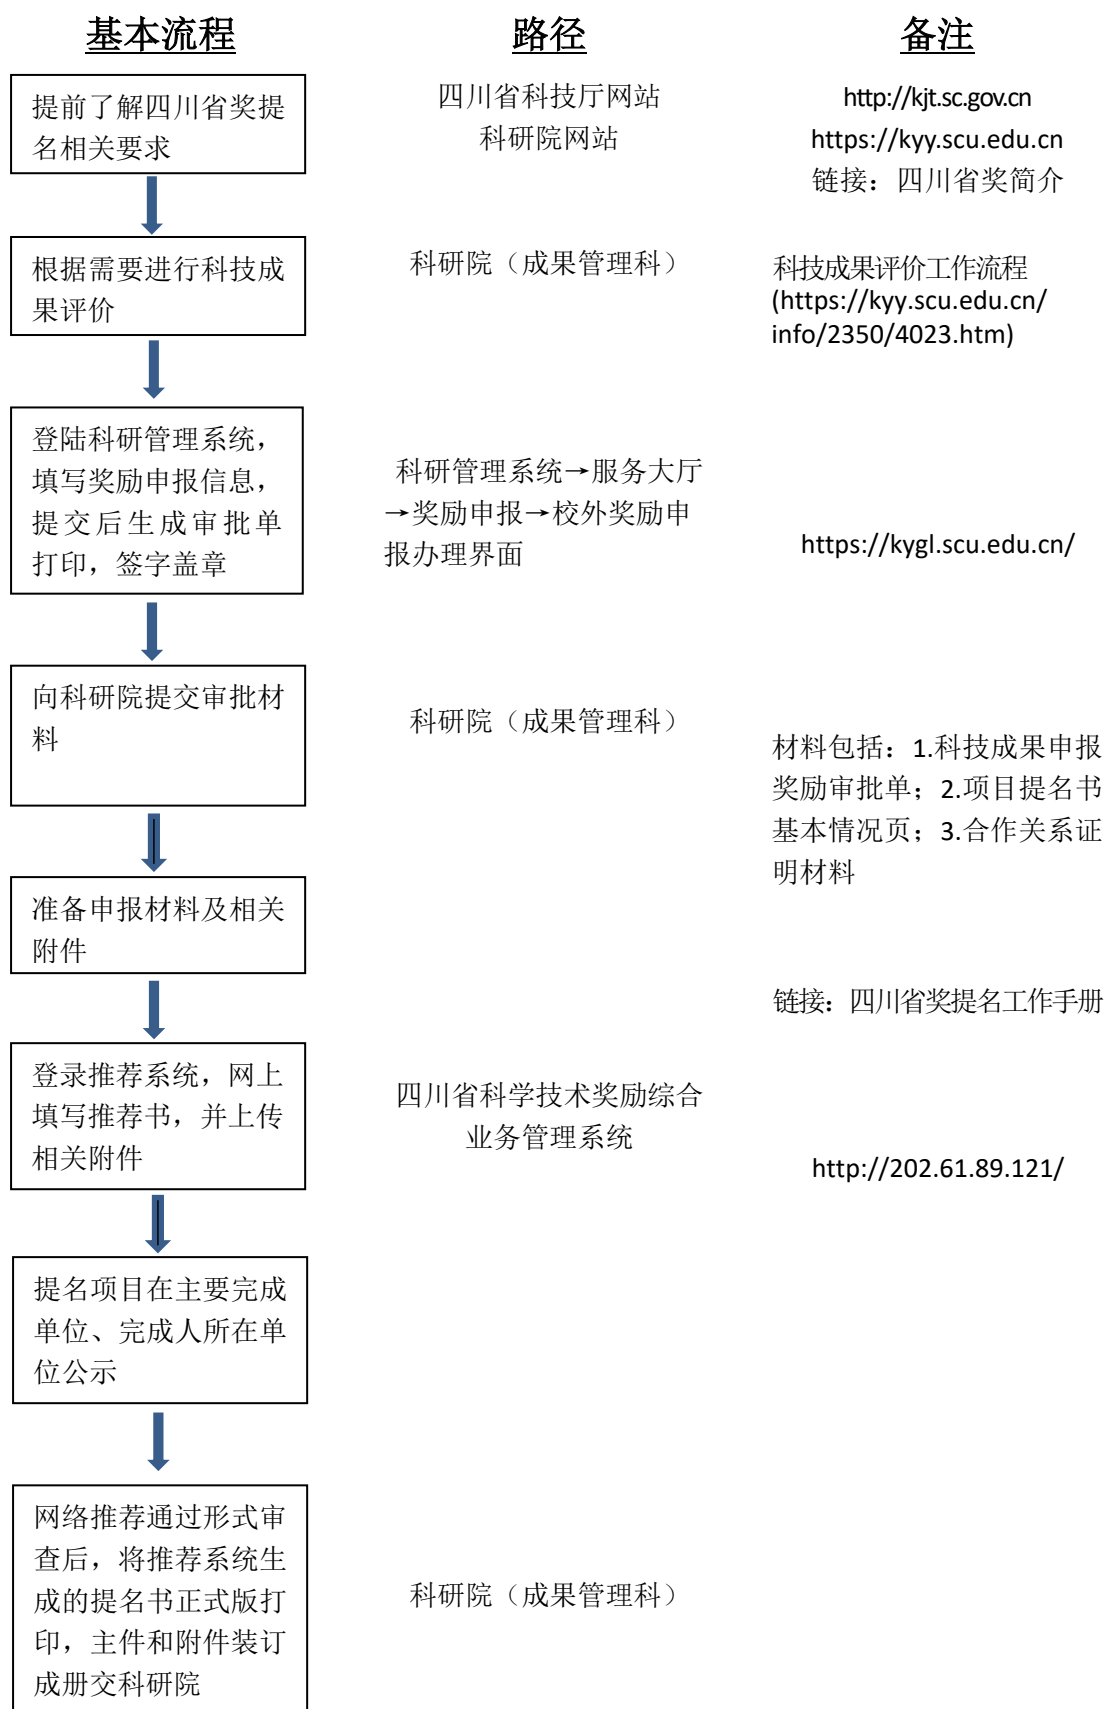 基本流程
路径
备注
提前了解四川省奖提
名相关要求
四川省科技厅网站
科研院网站
http://kjt.sc.gov.cn
https://kyy.scu.edu.cn
链接：四川省奖简介
根据需要进行科技成
果评价
科研院（成果管理科）
科技成果评价工作流程
(https://kyy.scu.edu.cn/
info/2350/4023.htm)
登陆科研管理系统，
填写奖励申报信息，
提交后生成审批单
打印，签字盖章
科研管理系统→服务大厅
→奖励申报→校外奖励申
报办理界面
https://kygl.scu.edu.cn/
向科研院提交审批材
料
科研院（成果管理科）
材料包括：1.科技成果申报
奖励审批单；2.项目提名书
基本情况页；3.合作关系证
明材料
准备申报材料及相关
附件
链接：四川省奖提名工作手册
登录推荐系统，网上
填写推荐书，并上传
相关附件
四川省科学技术奖励综合
业务管理系统
http://202.61.89.121/
提名项目在主要完成
单位、完成人所在单
位公示
网络推荐通过形式审
查后，将推荐系统生
成的提名书正式版打
印，主件和附件装订
成册交科研院
科研院（成果管理科）